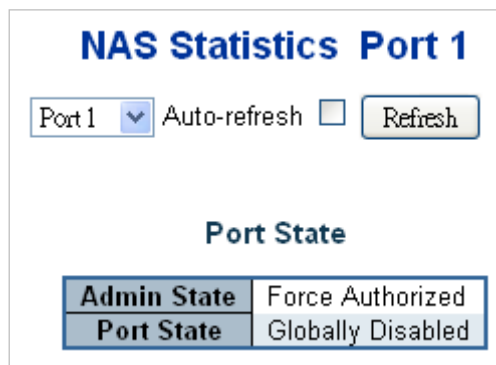 NAS Statistics Port 1
Port 1 Auto-refresh Refresh
Port State
Admin State Force Authorized
Port State Globally Disabled